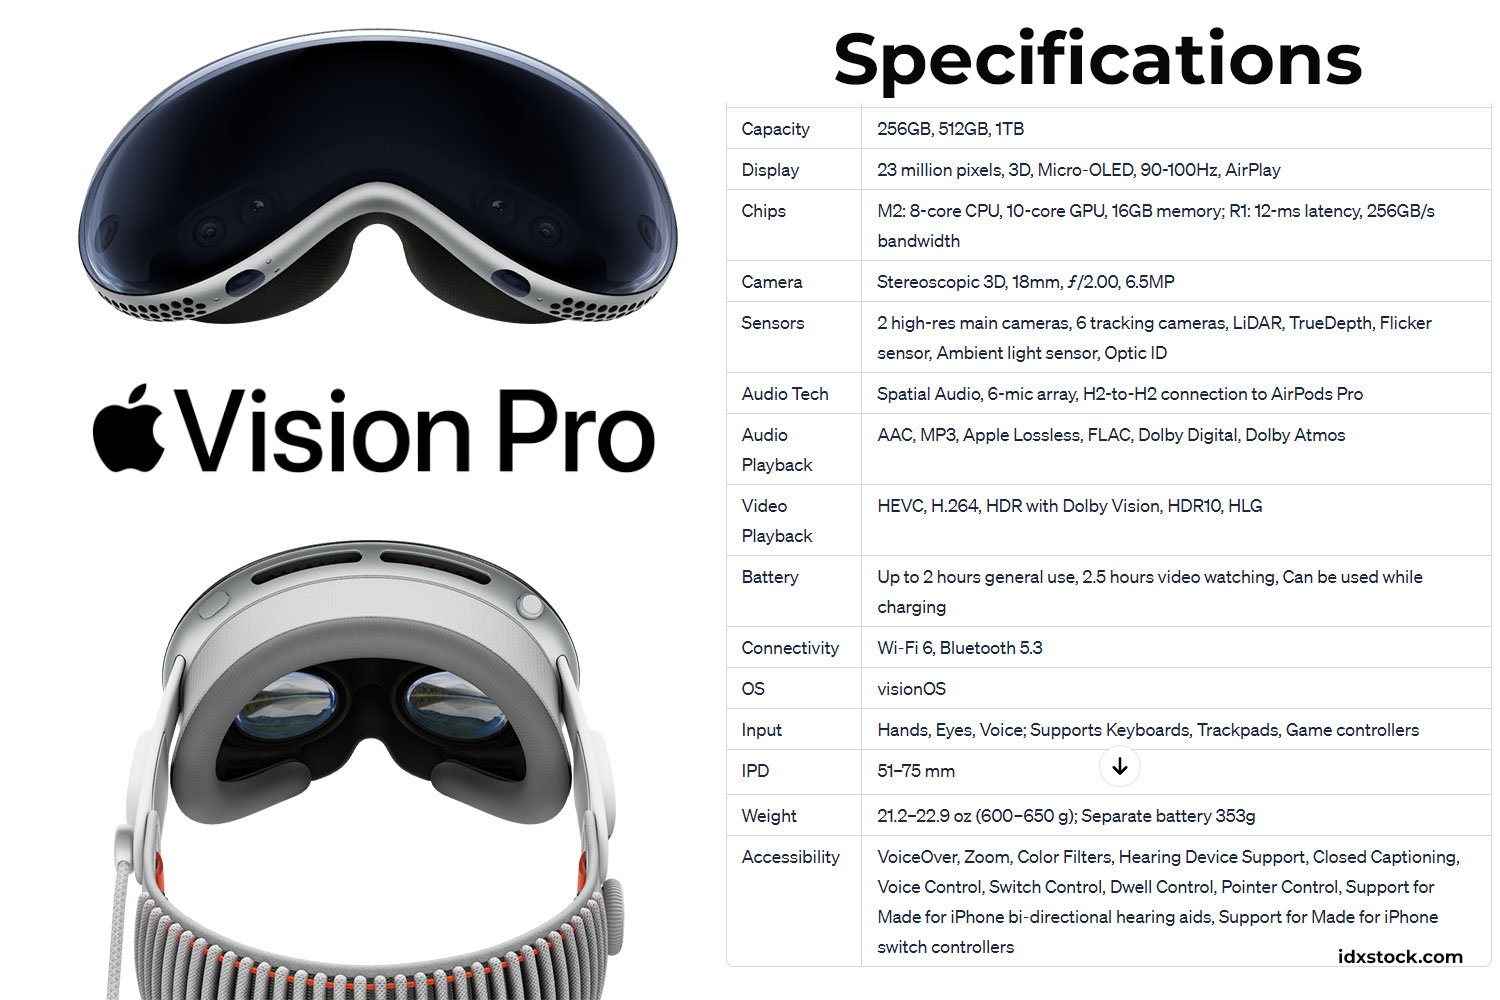 Specifications
Capacity 256GB, 512GB, 1TB
Display 23 million pixels, 3D, Micro-OLED, 90-100Hz, AirPlay
Chips M2: 8-core CPU, 10-core GPU, 16GB memory; R1: 12-ms latency, 256GB/s
bandwidth
Camera Stereoscopic 3D, 18mm, ƒ/2.00, 6.5MP
Sensors 2 high-res main cameras, 6 tracking cameras, LiDAR, TrueDepth, Flicker
sensor, Ambient light sensor, Optic ID
Audio Tech Spatial Audio, 6-mic array, H2-to-H2 connection to AirPods Pro
Audio AAC, MP3, Apple Lossless, FLAC, Dolby Digital, Dolby Atmos
Playback
Video HEVC, H.264, HDR with Dolby Vision, HDR10, HLG
Playback
Battery Up to 2 hours general use, 2.5 hours video watching, Can be used while
charging
Connectivity Wi-Fi 6, Bluetooth 5.3
OS visionOS
Input Hands, Eyes, Voice; Supports Keyboards, Trackpads, Game controllers
IPD 51–75 mm
Weight 21.2–22.9 oz (600–650 g); Separate battery 353g
Accessibility VoiceOver, Zoom, Color Filters, Hearing Device Support, Closed Captioning,
Voice Control, Switch Control, Dwell Control, Pointer Control, Support for
Made for iPhone bi-directional hearing aids, Support for Made for iPhone
switch controllers
Vision Pro
idxstock.com